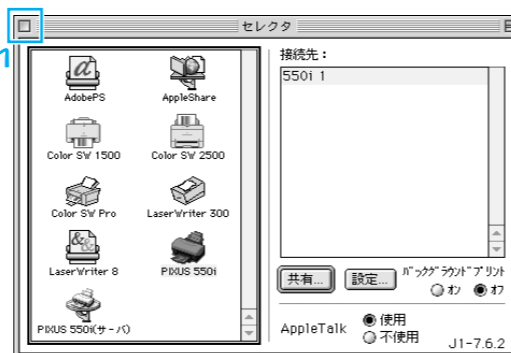 セレクタ
1
AdobePS
AppleShare
接続先：
550i 1
Color SW 1500
Color SW 2500
Color SW Pro
LaserWriter 300
LaserWriter 8
PIXUS 550i
PIXUS 550i(サーバ)
共有...
設定...
バックグラウンドプリント
オン
オフ
AppleTalk
使用
不使用
J1-7.6.2